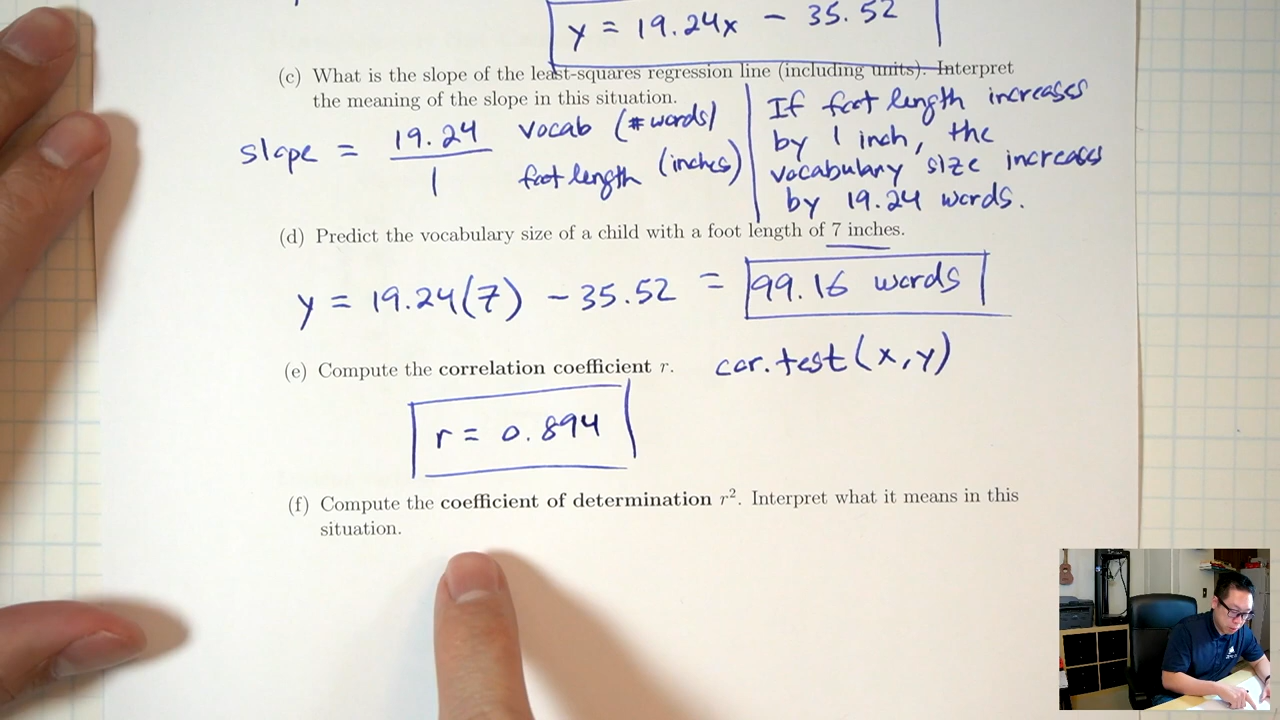 y = 19.24x - 35.52
(c) What is the slope of the least-squares regression line (including units). Interpret
the meaning of the slope in this situation.
slope = 19.24 / 1 vocab (# words) / foot length (inches)
If foot length increases
by 1 inch, the
vocabulary size increases
by 19.24 words.
(d) Predict the vocabulary size of a child with a foot length of 7 inches.
y = 19.24(7) - 35.52 = 99.16 words
(e) Compute the correlation coefficient r. cor.test(x,y)
r = 0.894
(f) Compute the coefficient of determination r². Interpret what it means in this
situation.